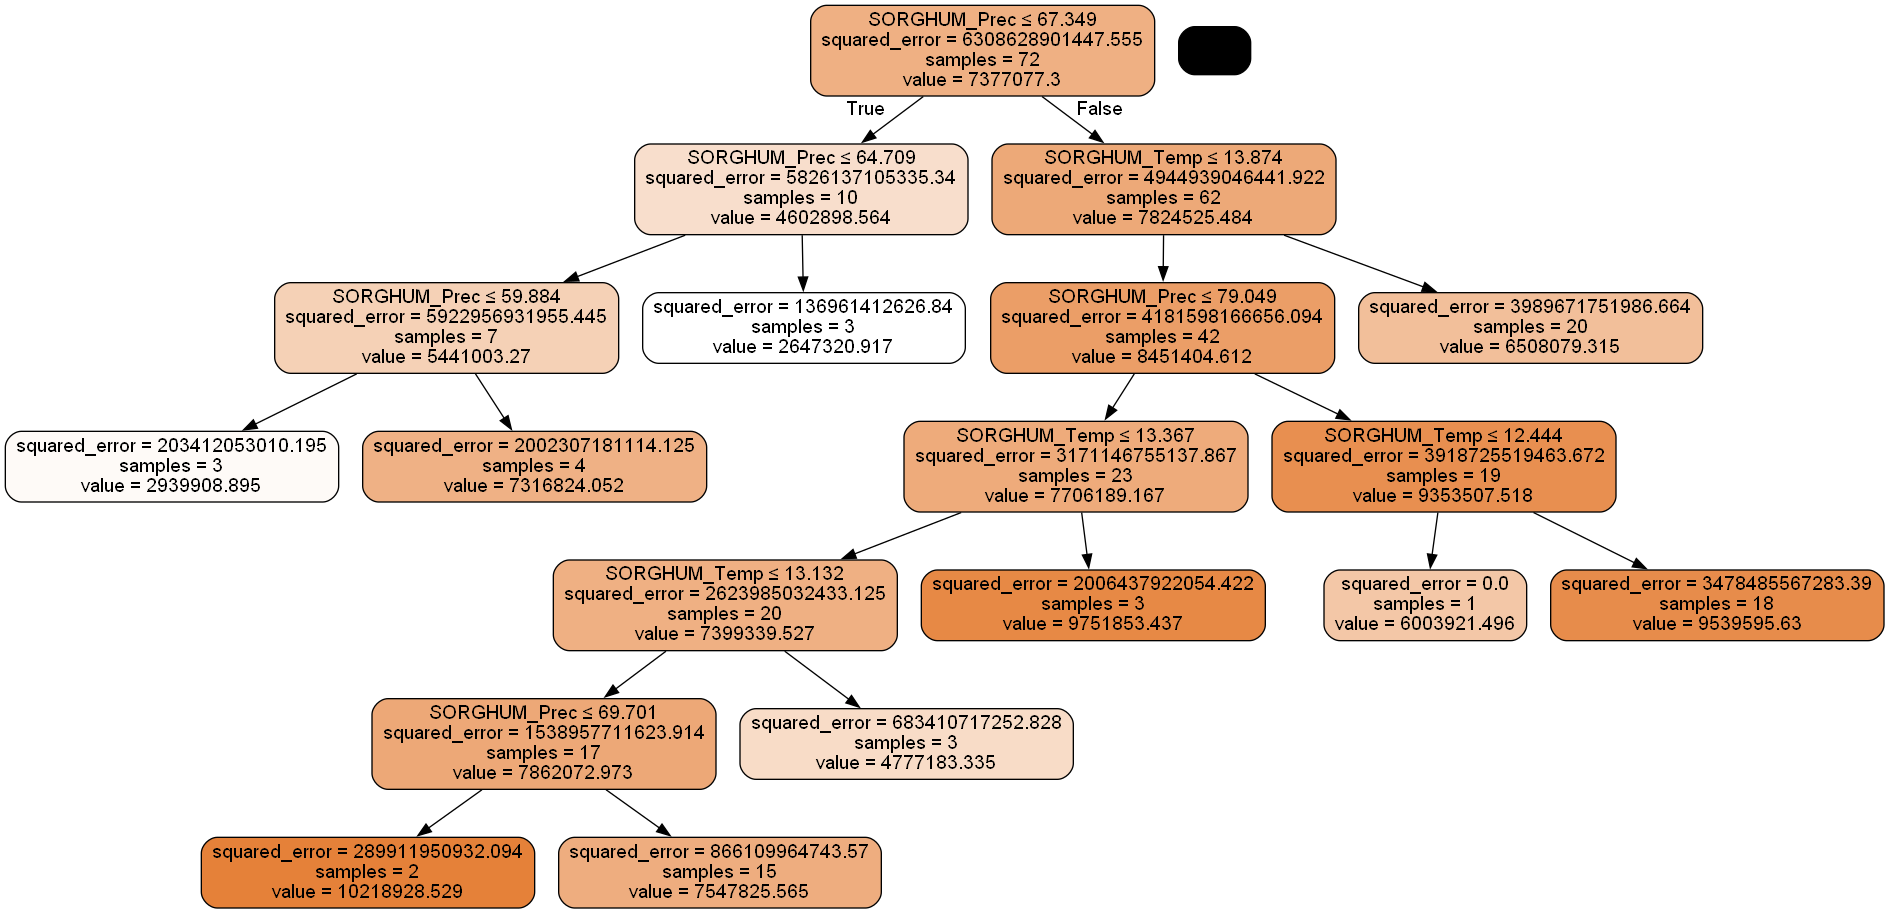 SORGHUM_Prec ≤ 67.349
squared_error = 6308628901447.555
samples = 72
value = 7377077.3
True
False
SORGHUM_Prec ≤ 64.709
squared_error = 5826137105335.34
samples = 10
value = 4602898.564
SORGHUM_Temp ≤ 13.874
squared_error = 4944939046441.922
samples = 62
value = 7824525.484
SORGHUM_Prec ≤ 59.884
squared_error = 5922956931955.445
samples = 7
value = 5441003.27
squared_error = 136961412626.84
samples = 3
value = 2647320.917
SORGHUM_Prec ≤ 79.049
squared_error = 4181598166656.094
samples = 42
value = 8451404.612
squared_error = 3989671751986.664
samples = 20
value = 6508079.315
squared_error = 203412053010.195
samples = 3
value = 2939908.895
squared_error = 2002307181114.125
samples = 4
value = 7316824.052
SORGHUM_Temp ≤ 13.367
squared_error = 3171146755137.867
samples = 23
value = 7706189.167
SORGHUM_Temp ≤ 12.444
squared_error = 3918725519463.672
samples = 19
value = 9353507.518
SORGHUM_Temp ≤ 13.132
squared_error = 2623985032433.125
samples = 20
value = 7399339.527
squared_error = 2006437922054.422
samples = 3
value = 9751853.437
squared_error = 0.0
samples = 1
value = 6003921.496
squared_error = 3478485567283.39
samples = 18
value = 9539595.63
SORGHUM_Prec ≤ 69.701
squared_error = 1538957711623.914
samples = 17
value = 7862072.973
squared_error = 683410717252.828
samples = 3
value = 4777183.335
squared_error = 289911950932.094
samples = 2
value = 10218928.529
squared_error = 866109964743.57
samples = 15
value = 7547825.565